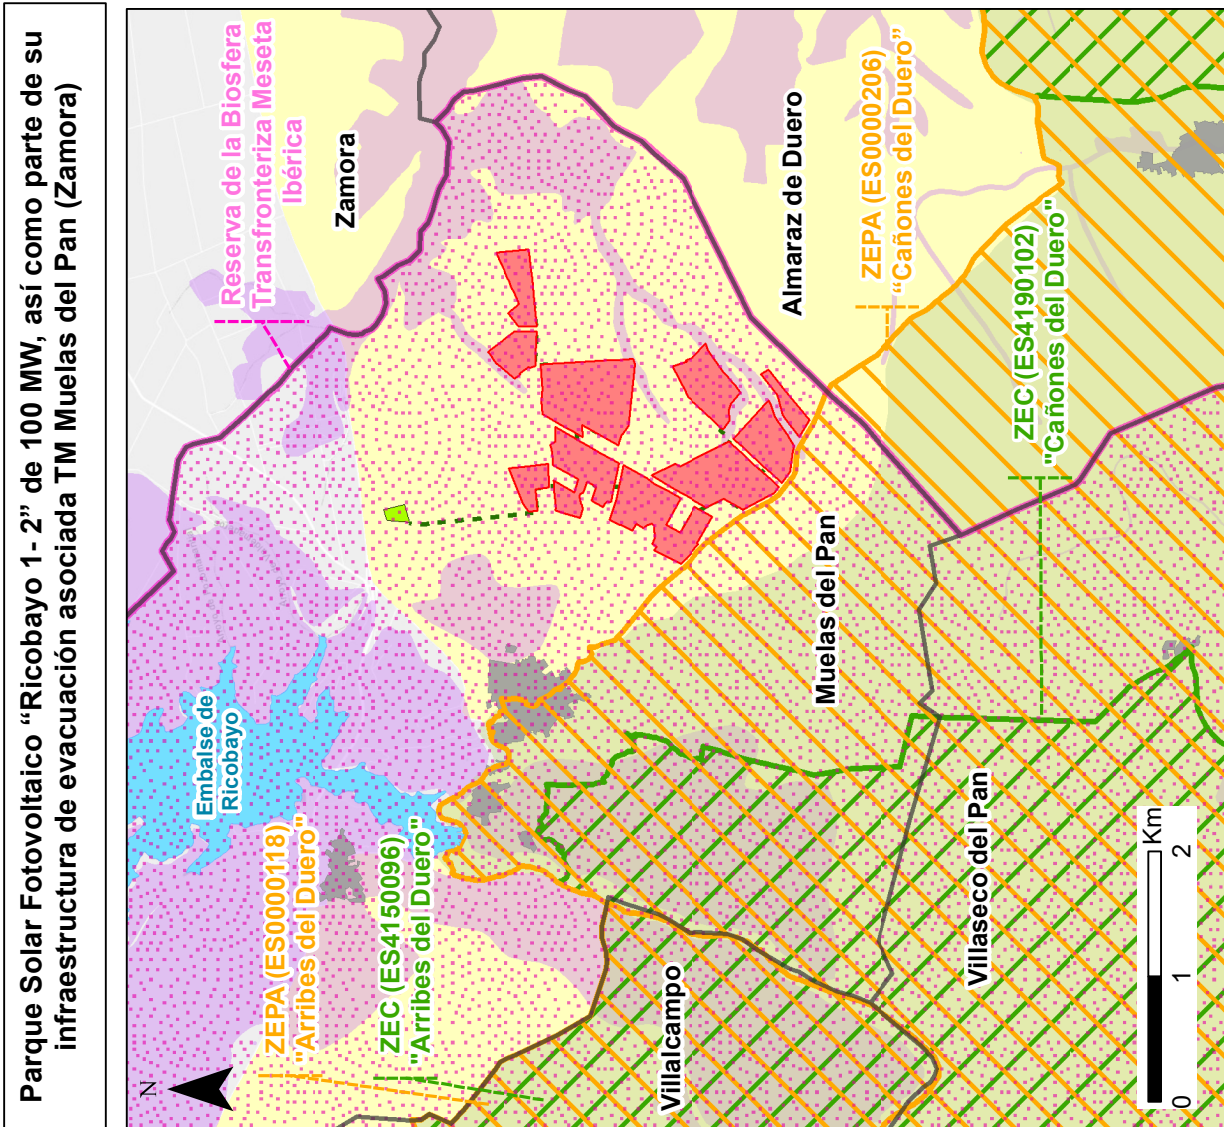 Parque Solar Fotovoltaico “Ricobayo 1 - 2” de 100 MW, así como parte de su
infraestructura de evacuación asociada TM Muelas del Pan (Zamora)
N
ZEPA (ES0000118)
"Arribes del Duero"
ZEC (ES4150096)
"Arribes del Duero"
Embalse de
Ricobayo
Reserva de la Biosfera
Transfronteriza Meseta
Ibérica
Zamora
Villalcampo
Muelas del Pan
Almaraz de Duero
ZEPA (ES0000206)
“Cañones del Duero”
Villaseco del Pan
ZEC (ES4190102)
"Cañones del Duero"
Km
0 1 2